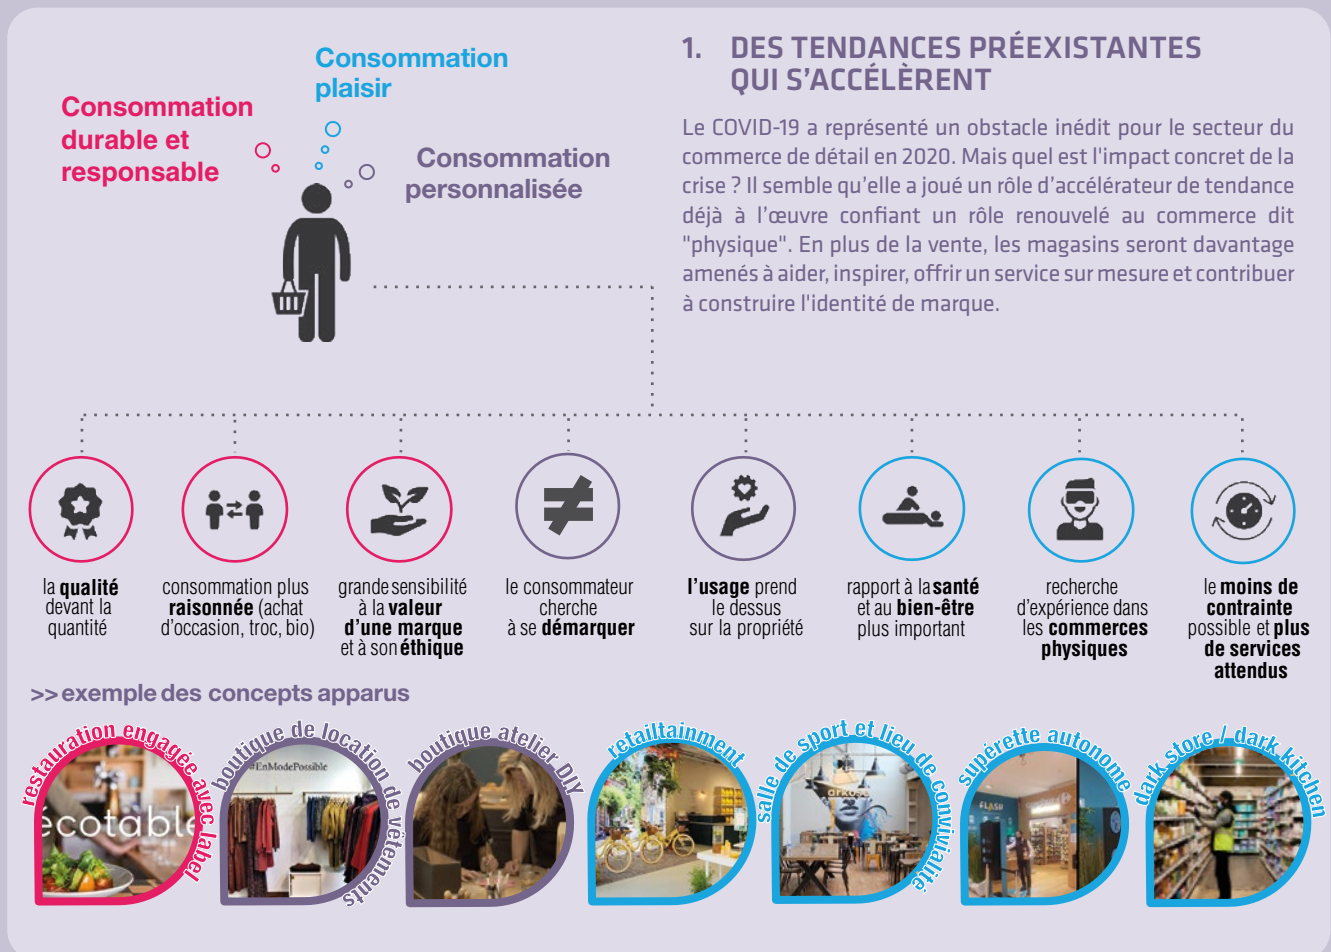 Consommation
plaisir
Consommation
durable et
responsable
Consommation
personnalisée
1. DES TENDANCES PRÉEXISTANTES
QUI S’ACCÉLÈRENT
Le COVID-19 a représenté un obstacle inédit pour le secteur du
commerce de détail en 2020. Mais quel est l'impact concret de la
crise ? Il semble qu’elle a joué un rôle d’accélérateur de tendance
déjà à l’œuvre confiant un rôle renouvelé au commerce dit
"physique". En plus de la vente, les magasins seront davantage
amenés à aider, inspirer, offrir un service sur mesure et contribuer
à construire l'identité de marque.
la qualité
devant la
quantité
consommation plus
raisonnée (achat
d’occasion, troc, bio)
grande sensibilité
à la valeur
d’une marque
et à son éthique
le consommateur
cherche
à se démarquer
l’usage prend
le dessus
sur la propriété
rapport à la santé
et au bien-être
plus important
recherche
d’expérience dans
les commerces
physiques
le moins de
contrainte
possible et plus
de services
attendus
>> exemple des concepts apparus
restauration engagée avec label
écotable
boutique de location de vêtements
#EnModePossible
boutique atelier DIY
retailtainment
salle de sport et lieu de convivialité
arkose
supérette autonome
FLASH
dark store / dark kitchen